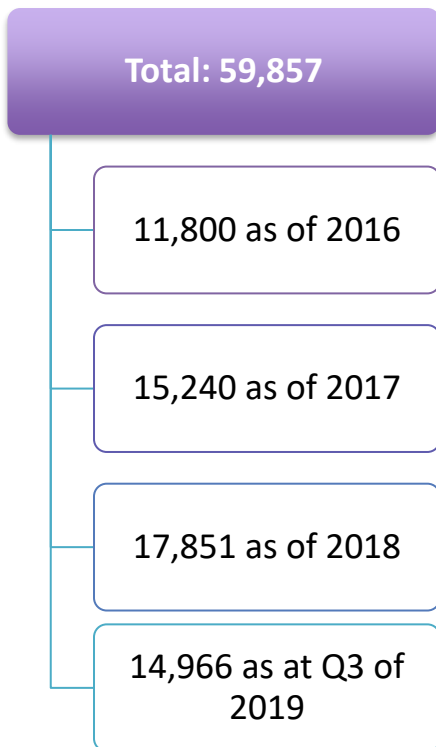 Total: 59,857
11,800 as of 2016
15,240 as of 2017
17,851 as of 2018
14,966 as at Q3 of
2019